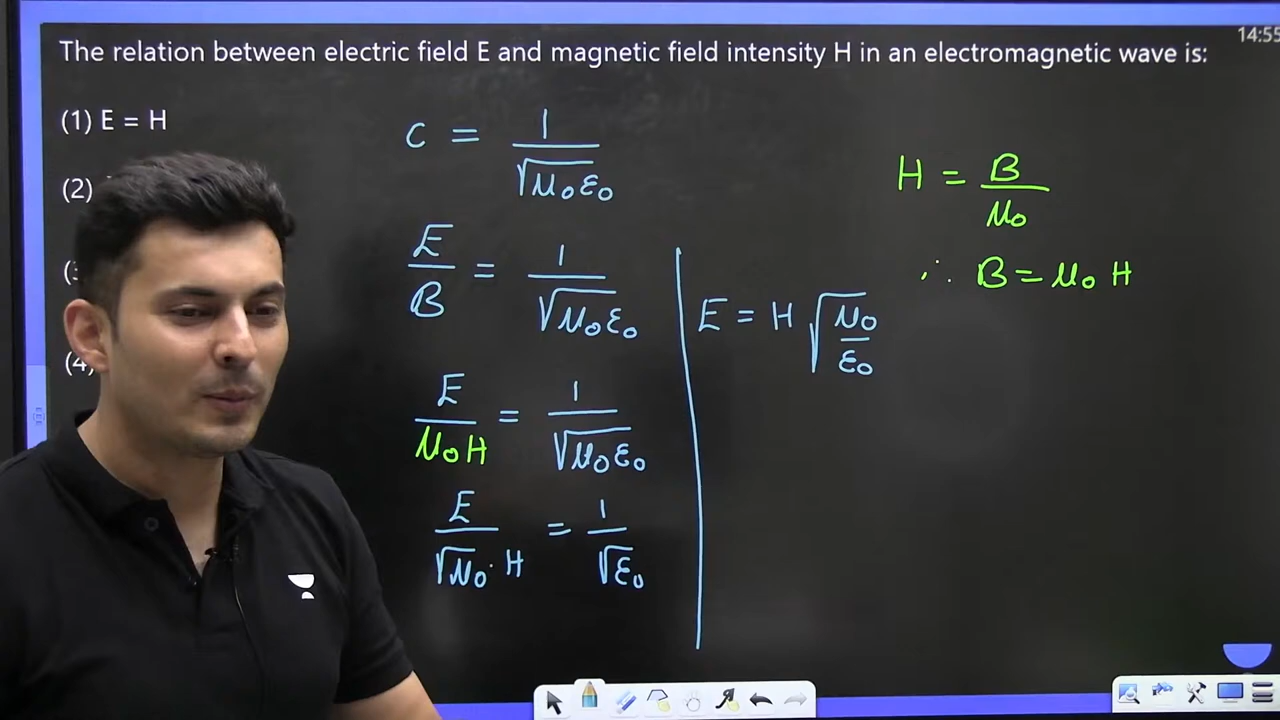 14:55
The relation between electric field E and magnetic field intensity H in an electromagnetic wave is:
(1) E = H
(2)
(4)
C = 1/√μ₀ε₀
E/B = 1/√μ₀ε₀
E/μ₀H = 1/√μ₀ε₀
E/√μ₀ · H = 1/√ε₀
E = H √μ₀/ε₀
H = B/μ₀
∴ B = μ₀ H